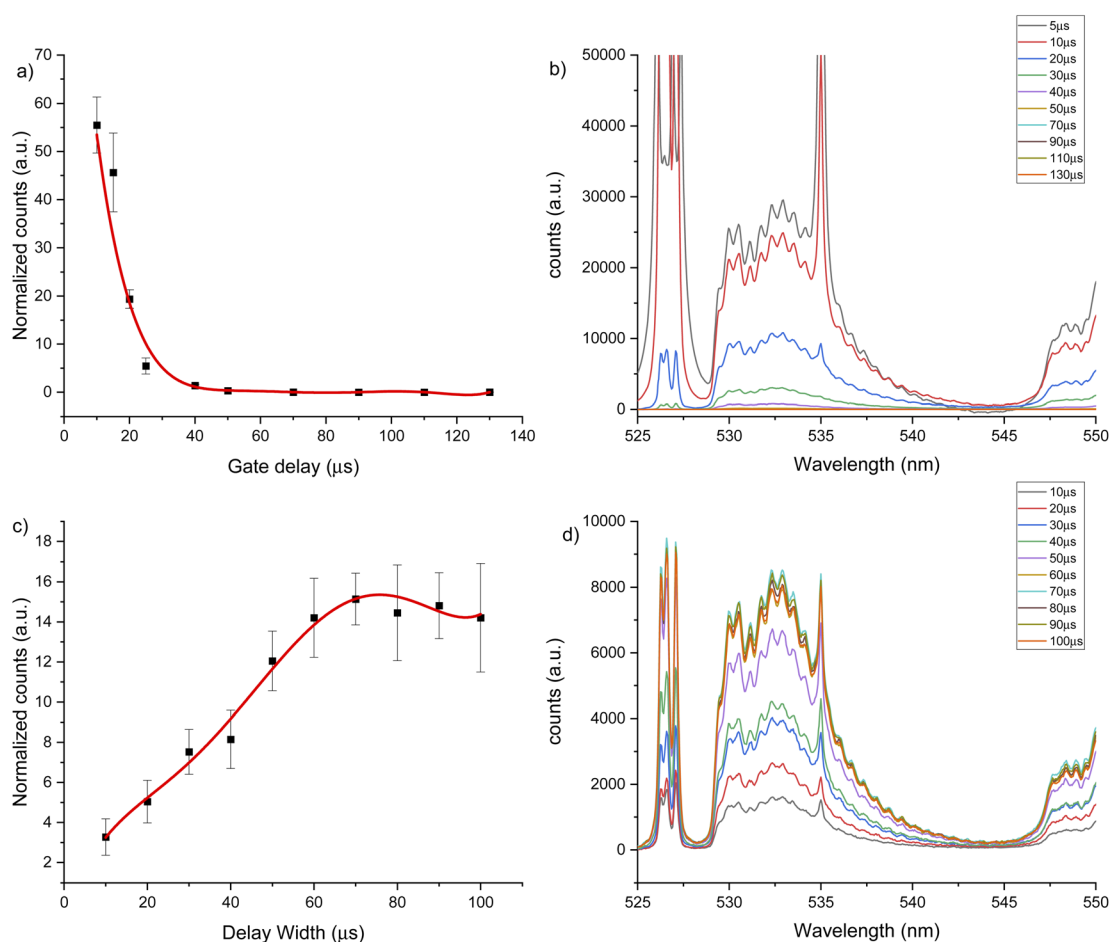 a)
70
60
50
40
30
20
10
0
Normalized counts (a.u.)
0 20 40 60 80 100 120 140
Gate delay (μs)
b)
50000
40000
30000
20000
10000
0
counts (a.u.)
525 530 535 540 545 550
Wavelength (nm)
5μs
10μs
20μs
30μs
40μs
50μs
70μs
90μs
110μs
130μs
c)
18
16
14
12
10
8
6
4
2
Normalized counts (a.u.)
0 20 40 60 80 100
Delay Width (μs)
d)
10000
8000
6000
4000
2000
0
counts (a.u.)
525 530 535 540 545 550
Wavelength (nm)
10μs
20μs
30μs
40μs
50μs
60μs
70μs
80μs
90μs
100μs